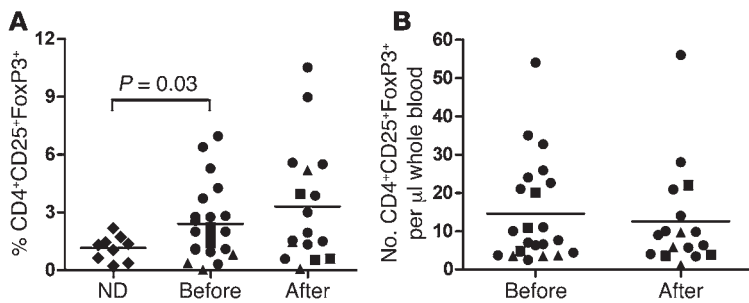 A
% CD4⁺CD25⁺FoxP3⁺
12
9
6
3
0
P = 0.03
ND Before After
B
No. CD4⁺CD25⁺FoxP3⁺
per μl whole blood
60
50
40
30
20
10
0
Before After